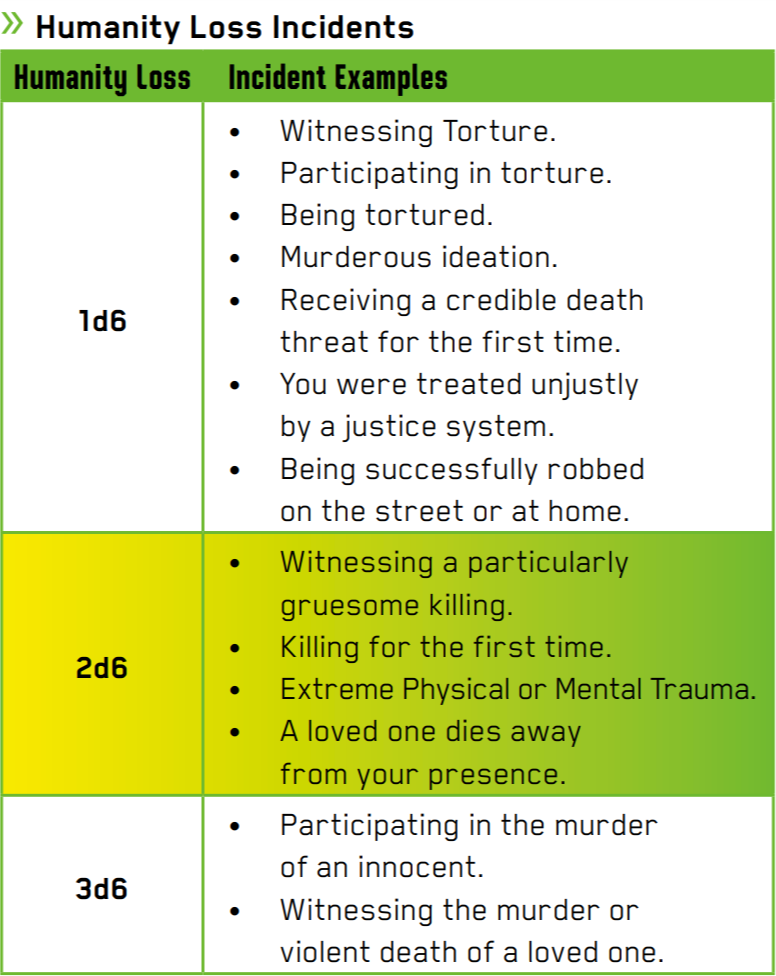 » Humanity Loss Incidents
Humanity Loss Incident Examples
1d6
• Witnessing Torture.
• Participating in torture.
• Being tortured.
• Murderous ideation.
• Receiving a credible death
threat for the first time.
• You were treated unjustly
by a justice system.
• Being successfully robbed
on the street or at home.
2d6
• Witnessing a particularly
gruesome killing.
• Killing for the first time.
• Extreme Physical or Mental Trauma.
• A loved one dies away
from your presence.
3d6
• Participating in the murder
of an innocent.
• Witnessing the murder or
violent death of a loved one.